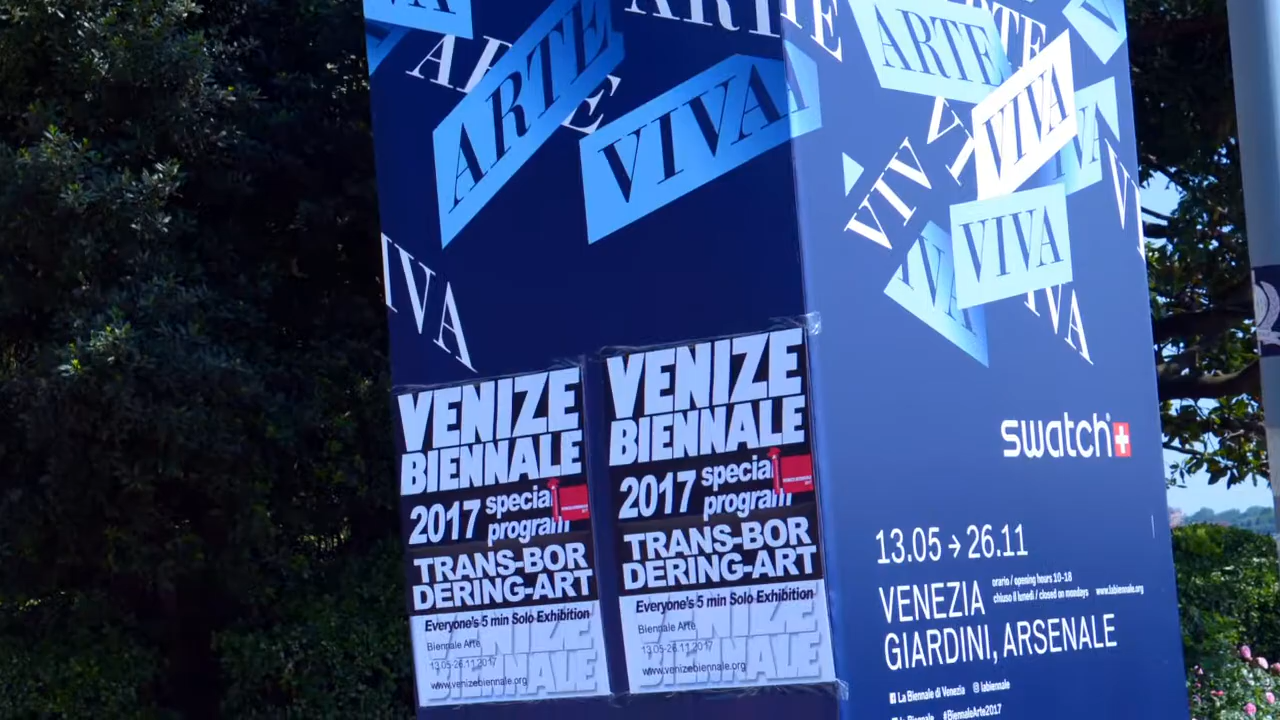 ARTE
ARTE
VIVA
VIVA
ARTE
VIVA
VIVA
VIVA
VENIZE
BIENNALE
2017 special
program
TRANS-BOR
DERING-ART
Everyone's 5 min Solo Exhibition
Biennale Arte
13.05-26.11.2017
www.venizebiennale.org
VENIZE
BIENNALE
2017 special
program
TRANS-BOR
DERING-ART
Everyone's 5 min Solo Exhibition
Biennale Arte
13.05-26.11.2017
www.venizebiennale.org
swatch
13.05 → 26.11
VENEZIA
orario / opening hours 10-18
chiuso il lunedì / closed on mondays www.labiennale.org
GIARDINI, ARSENALE
La Biennale di Venezia labiennale
#BiennaleArte2017